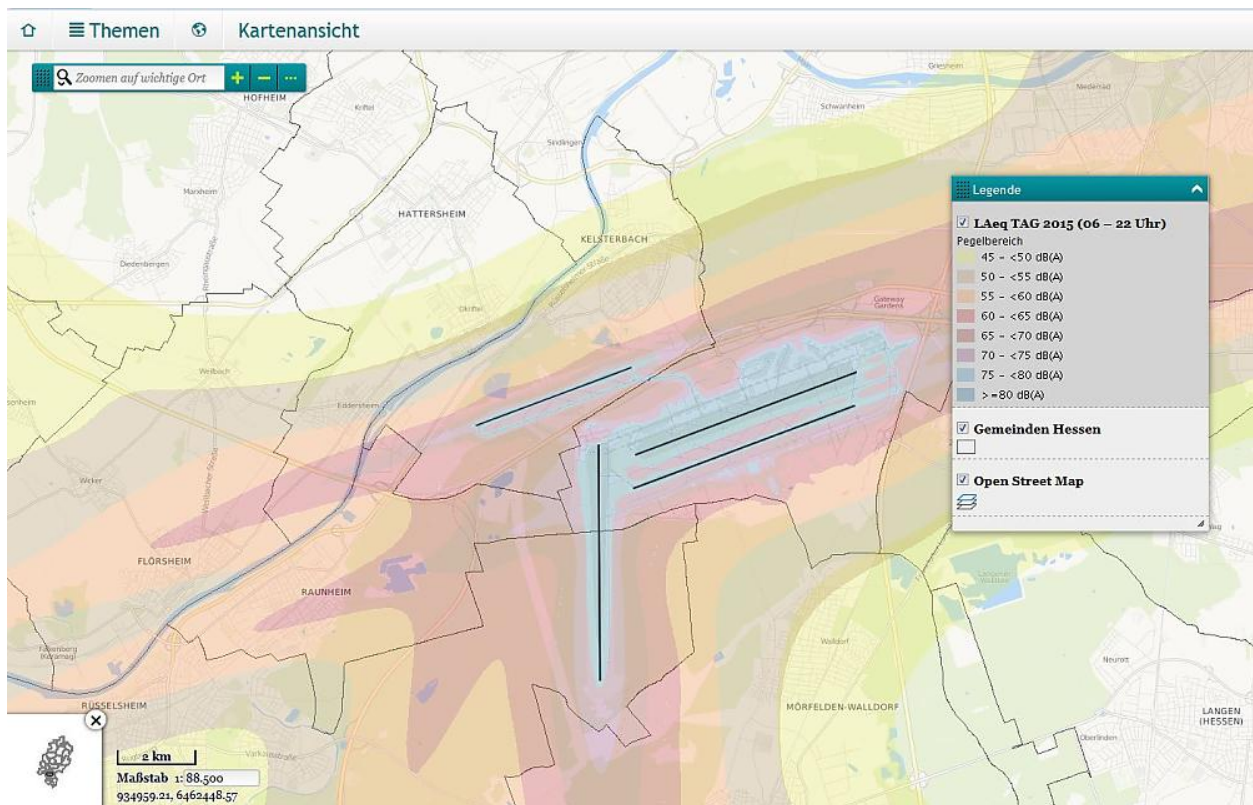 Themen
Kartenansicht
Zoomen auf wichtige Ort
HOFHEIM
Kriftel
Griesheim
Niederrad
Schwanheim
Sindlingen
Marxheim
HATTERSHEIM
KELSTERBACH
Diedenbergen
Okriftel
Weilbach
Eddersheim
Gateway
Gardens
Wicker
FLÖRSHEIM
RAUNHEIM
RÜSSELSHEIM
Walldorf
MÖRFELDEN-WALLDORF
Neurott
LANGEN
(HESSEN)
Oberlinden
Legende
LAeq TAG 2015 (06 – 22 Uhr)
Pegelbereich
45 - <50 dB(A)
50 - <55 dB(A)
55 - <60 dB(A)
60 - <65 dB(A)
65 - <70 dB(A)
70 - <75 dB(A)
75 - <80 dB(A)
>=80 dB(A)
Gemeinden Hessen
Open Street Map
2 km
Maßstab 1: 88.500
934959.21, 6462448.57